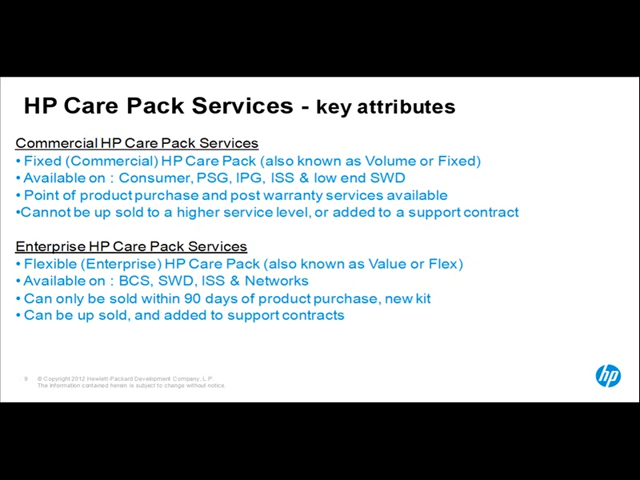 HP Care Pack Services - key attributes
Commercial HP Care Pack Services
• Fixed (Commercial) HP Care Pack (also known as Volume or Fixed)
• Available on : Consumer, PSG, IPG, ISS & low end SWD
• Point of product purchase and post warranty services available
•Cannot be up sold to a higher service level, or added to a support contract
Enterprise HP Care Pack Services
• Flexible (Enterprise) HP Care Pack (also known as Value or Flex)
• Available on : BCS, SWD, ISS & Networks
• Can only be sold within 90 days of product purchase, new kit
• Can be up sold, and added to support contracts
9 © Copyright 2012 Hewlett-Packard Development Company, L.P.
The information contained herein is subject to change without notice.
hp